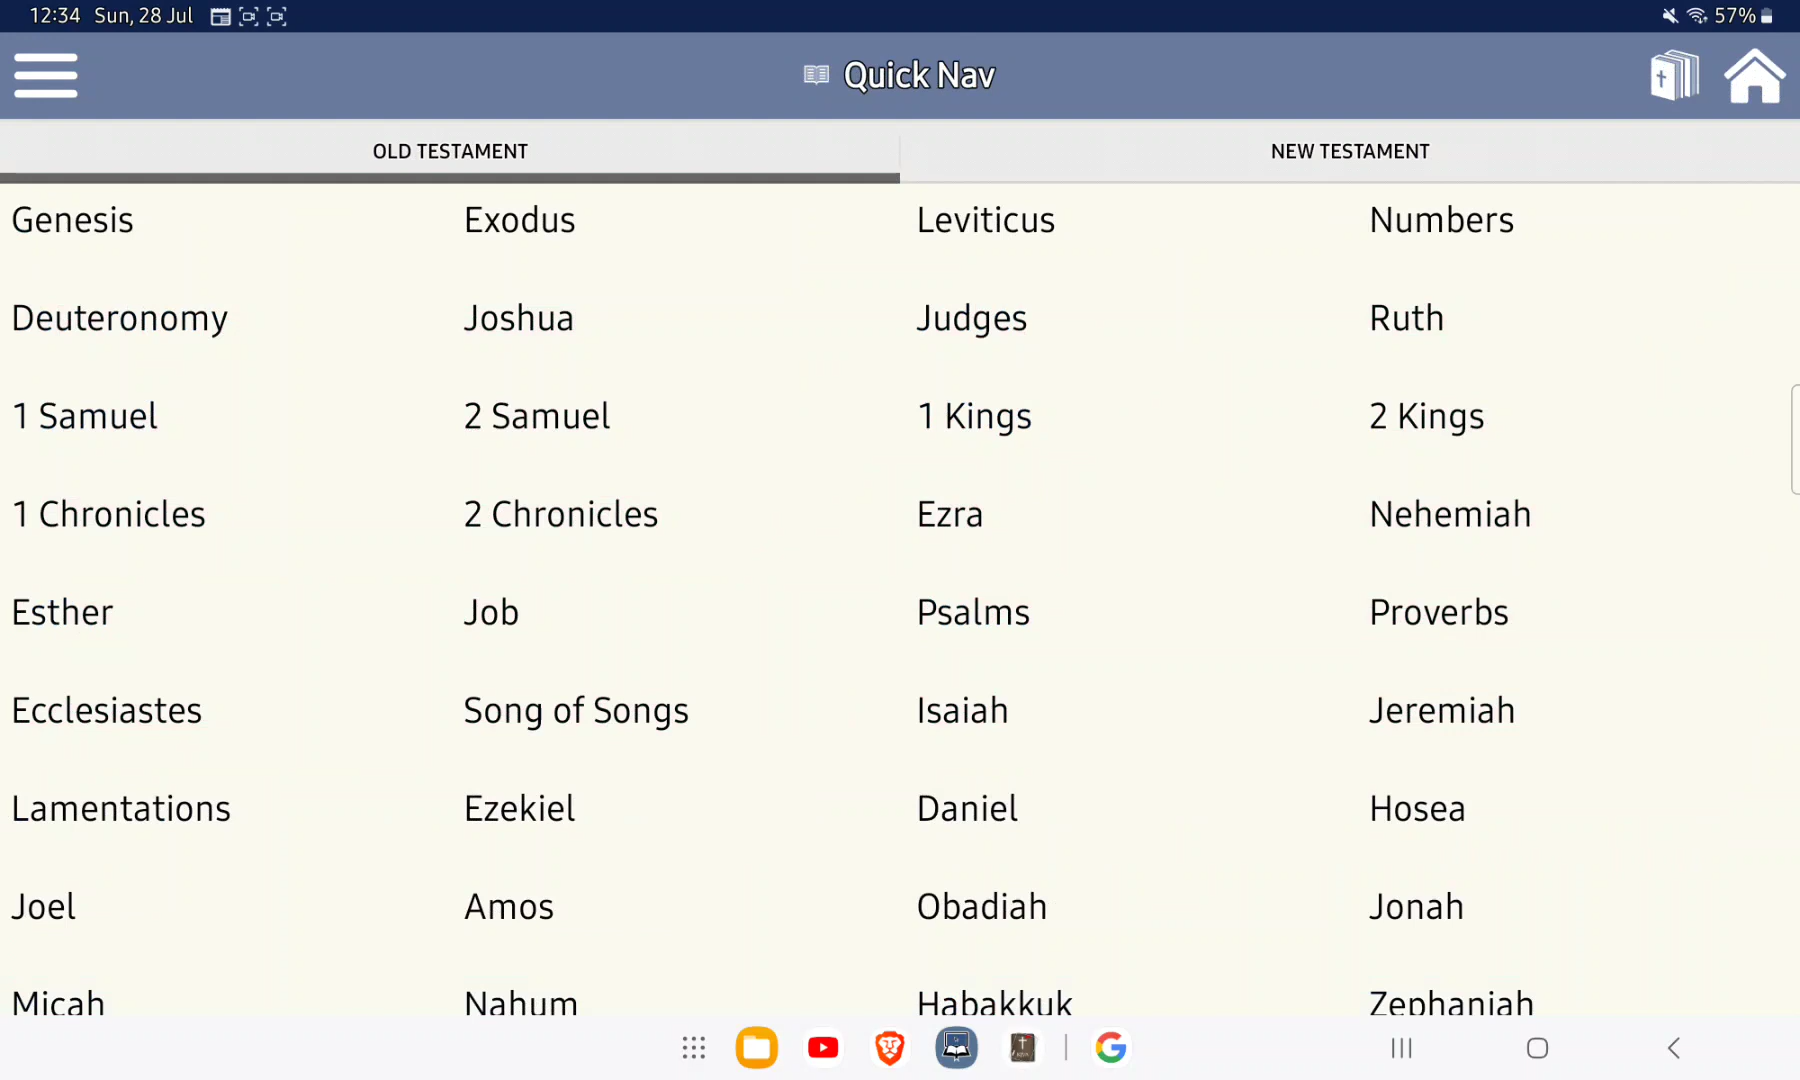 12:34 Sun, 28 Jul 57%
Quick Nav
OLD TESTAMENT NEW TESTAMENT
Genesis Exodus Leviticus Numbers
Deuteronomy Joshua Judges Ruth
1 Samuel 2 Samuel 1 Kings 2 Kings
1 Chronicles 2 Chronicles Ezra Nehemiah
Esther Job Psalms Proverbs
Ecclesiastes Song of Songs Isaiah Jeremiah
Lamentations Ezekiel Daniel Hosea
Joel Amos Obadiah Jonah
Micah Nahum Habakkuk Zephaniah